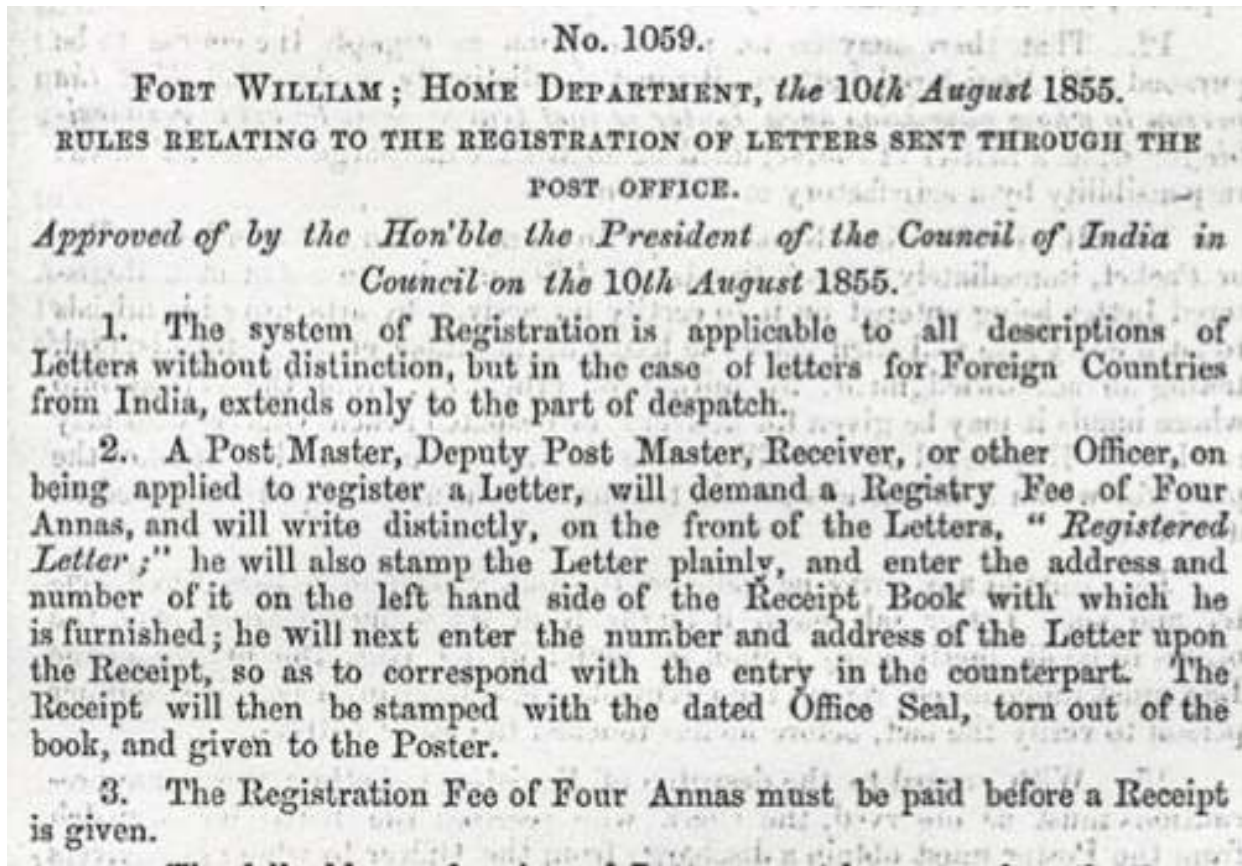 No. 1059.
FORT WILLIAM; HOME DEPARTMENT, the 10th August 1855.
RULES RELATING TO THE REGISTRATION OF LETTERS SENT THROUGH THE
POST OFFICE.
Approved of by the Hon'ble the President of the Council of India in
Council on the 10th August 1855.
1. The system of Registration is applicable to all descriptions of
Letters without distinction, but in the case of letters for Foreign Countries
from India, extends only to the part of despatch.
2. A Post Master, Deputy Post Master, Receiver, or other Officer, on
being applied to register a Letter, will demand a Registry Fee of Four
Annas, and will write distinctly, on the front of the Letters, "Registered
Letter;" he will also stamp the Letter plainly, and enter the address and
number of it on the left hand side of the Receipt Book with which he
is furnished; he will next enter the number and address of the Letter upon
the Receipt, so as to correspond with the entry in the counterpart. The
Receipt will then be stamped with the dated Office Seal, torn out of the
book, and given to the Poster.
3. The Registration Fee of Four Annas must be paid before a Receipt
is given.